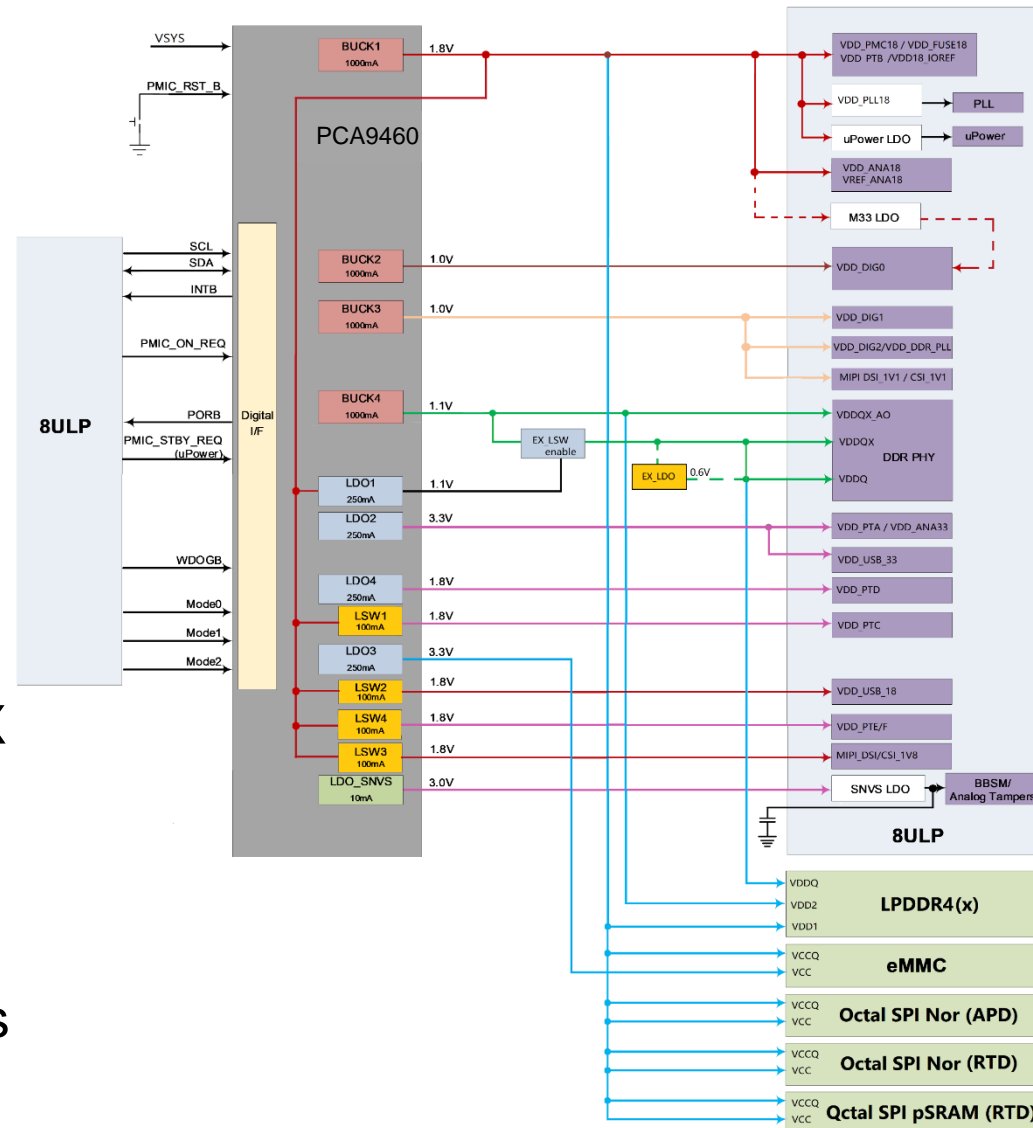 VSYS
PMIC_RST_B
BUCK1
1000mA
1.8V
PCA9460
VDD_PMC18 / VDD_FUSE18
VDD_PTB /VDD18_IOREF
VDD_PLL18
PLL
uPower LDO
uPower
VDD_ANA18
VREF_ANA18
M33 LDO
SCL
SDA
INTB
PMIC_ON_REQ
PORB
PMIC_STBY_REQ
(uPower)
WDOGB
Mode0
Mode1
Mode2
8ULP
Digital
I/F
BUCK2
1000mA
1.0V
VDD_DIG0
BUCK3
1000mA
1.0V
VDD_DIG1
VDD_DIG2/VDD_DDR_PLL
MIPI DSI_1V1 / CSI_1V1
BUCK4
1000mA
1.1V
VDDQX_AO
EX_LSW
enable
VDDQX
DDR PHY
EX_LDO
0.6V
VDDQ
LDO1
250mA
1.1V
LDO2
250mA
3.3V
VDD_PTA / VDD_ANA33
VDD_USB_33
LDO4
250mA
1.8V
VDD_PTD
LSW1
100mA
1.8V
VDD_PTC
LDO3
250mA
3.3V
LSW2
100mA
1.8V
VDD_USB_18
LSW4
100mA
1.8V
VDD_PTE/F
LSW3
100mA
1.8V
MIPI_DSI/CSI_1V8
LDO_SNVS
10mA
3.0V
SNVS LDO
BBSM/
Analog Tampers
8ULP
X
s
VDDQ
VDD2
VDD1
LPDDR4(x)
VCCQ
VCC
eMMC
VCCQ
VCC
Octal SPI Nor (APD)
VCCQ
VCC
Octal SPI Nor (RTD)
VCCQ
VCC
Qctal SPI pSRAM (RTD)